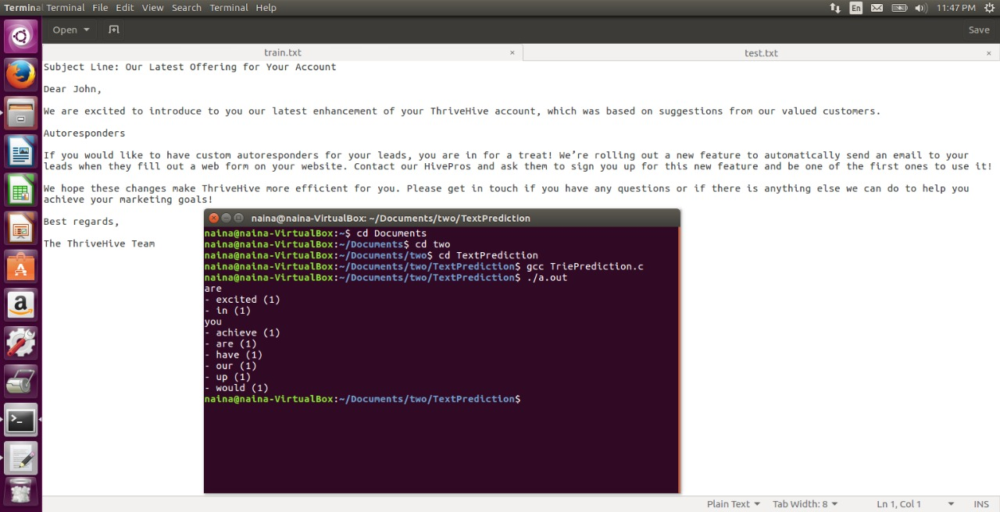 Terminal Terminal File Edit View Search Terminal Help En 11:47 PM
Open Save
train.txt × test.txt ×
Subject Line: Our Latest Offering for Your Account
Dear John,
We are excited to introduce to you our latest enhancement of your ThriveHive account, which was based on suggestions from our valued customers.
Autoresponders
If you would like to have custom autoresponders for your leads, you are in for a treat! We’re rolling out a new feature to automatically send an email to your
leads when they fill out a web form on your website. Contact our HivePros and ask them to sign you up for this new feature and be one of the first ones to use it!
We hope these changes make ThriveHive more efficient for you. Please get in touch if you have any questions or if there is anything else we can do to help you
achieve your marketing goals!
Best regards,
The ThriveHive Team
naina@naina-VirtualBox: ~/Documents/two/TextPrediction
naina@naina-VirtualBox:~$ cd Documents
naina@naina-VirtualBox:~/Documents$ cd two
naina@naina-VirtualBox:~/Documents/two$ cd TextPrediction
naina@naina-VirtualBox:~/Documents/two/TextPrediction$ gcc TriePrediction.c
naina@naina-VirtualBox:~/Documents/two/TextPrediction$ ./a.out
are
- excited (1)
- in (1)
you
- achieve (1)
- are (1)
- have (1)
- our (1)
- up (1)
- would (1)
naina@naina-VirtualBox:~/Documents/two/TextPrediction$
Plain Text Tab Width: 8 Ln 1, Col 1 INS